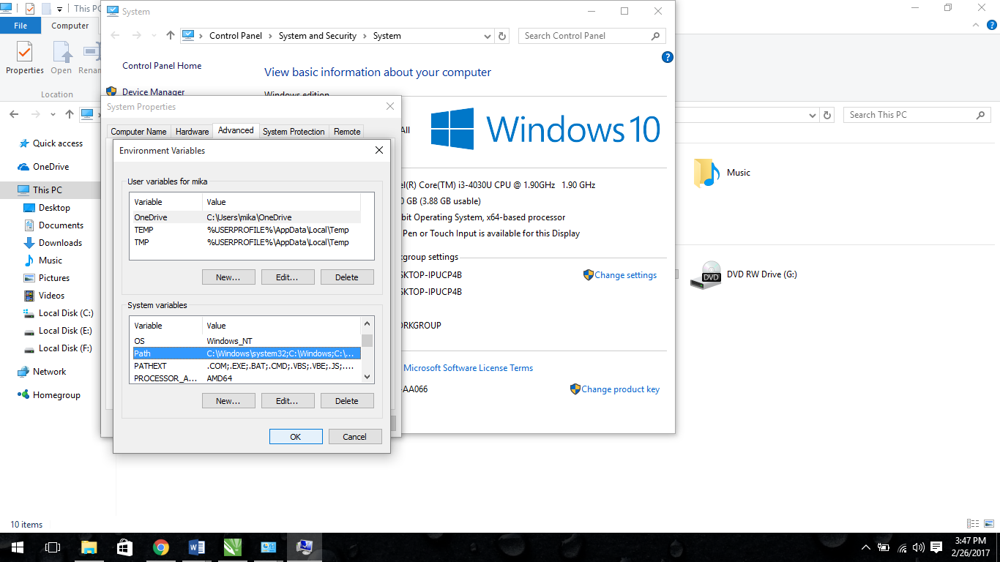 This PC
File
Computer
Properties
Open
Renam
Location
Search This PC
Quick access
OneDrive
This PC
Desktop
Documents
Downloads
Music
Pictures
Videos
Local Disk (C:)
Local Disk (E:)
Local Disk (F:)
Network
Homegroup
10 items
System
Control Panel > System and Security > System
Search Control Panel
Control Panel Home
Device Manager
View basic information about your computer
Windows edition
All
Windows 10
el(R) Core(TM) i3-4030U CPU @ 1.90GHz 1.90 GHz
0 GB (3.88 usable)
bit Operating System, x64-based processor
Pen or Touch Input is available for this Display
kgroup settings
SKTOP-IPUCP4B
Change settings
SKTOP-IPUCP4B
ORKGROUP
Microsoft Software License Terms
-AA066
Change product key
System Properties
Computer Name
Hardware
Advanced
System Protection
Remote
Environment Variables
User variables for mika
Variable Value
OneDrive C:\Users\mika\OneDrive
TEMP %USERPROFILE%\AppData\Local\Temp
TMP %USERPROFILE%\AppData\Local\Temp
New... Edit... Delete
System variables
Variable Value
OS Windows_NT
Path C:\Windows\system32;C:\Windows;C:\...
PATHEXT .COM;.EXE;.BAT;.CMD;.VBS;.VBE;.JS;....
PROCESSOR_A... AMD64
New... Edit... Delete
OK Cancel
Music
DVD
DVD RW Drive (G:)
3:47 PM
2/26/2017